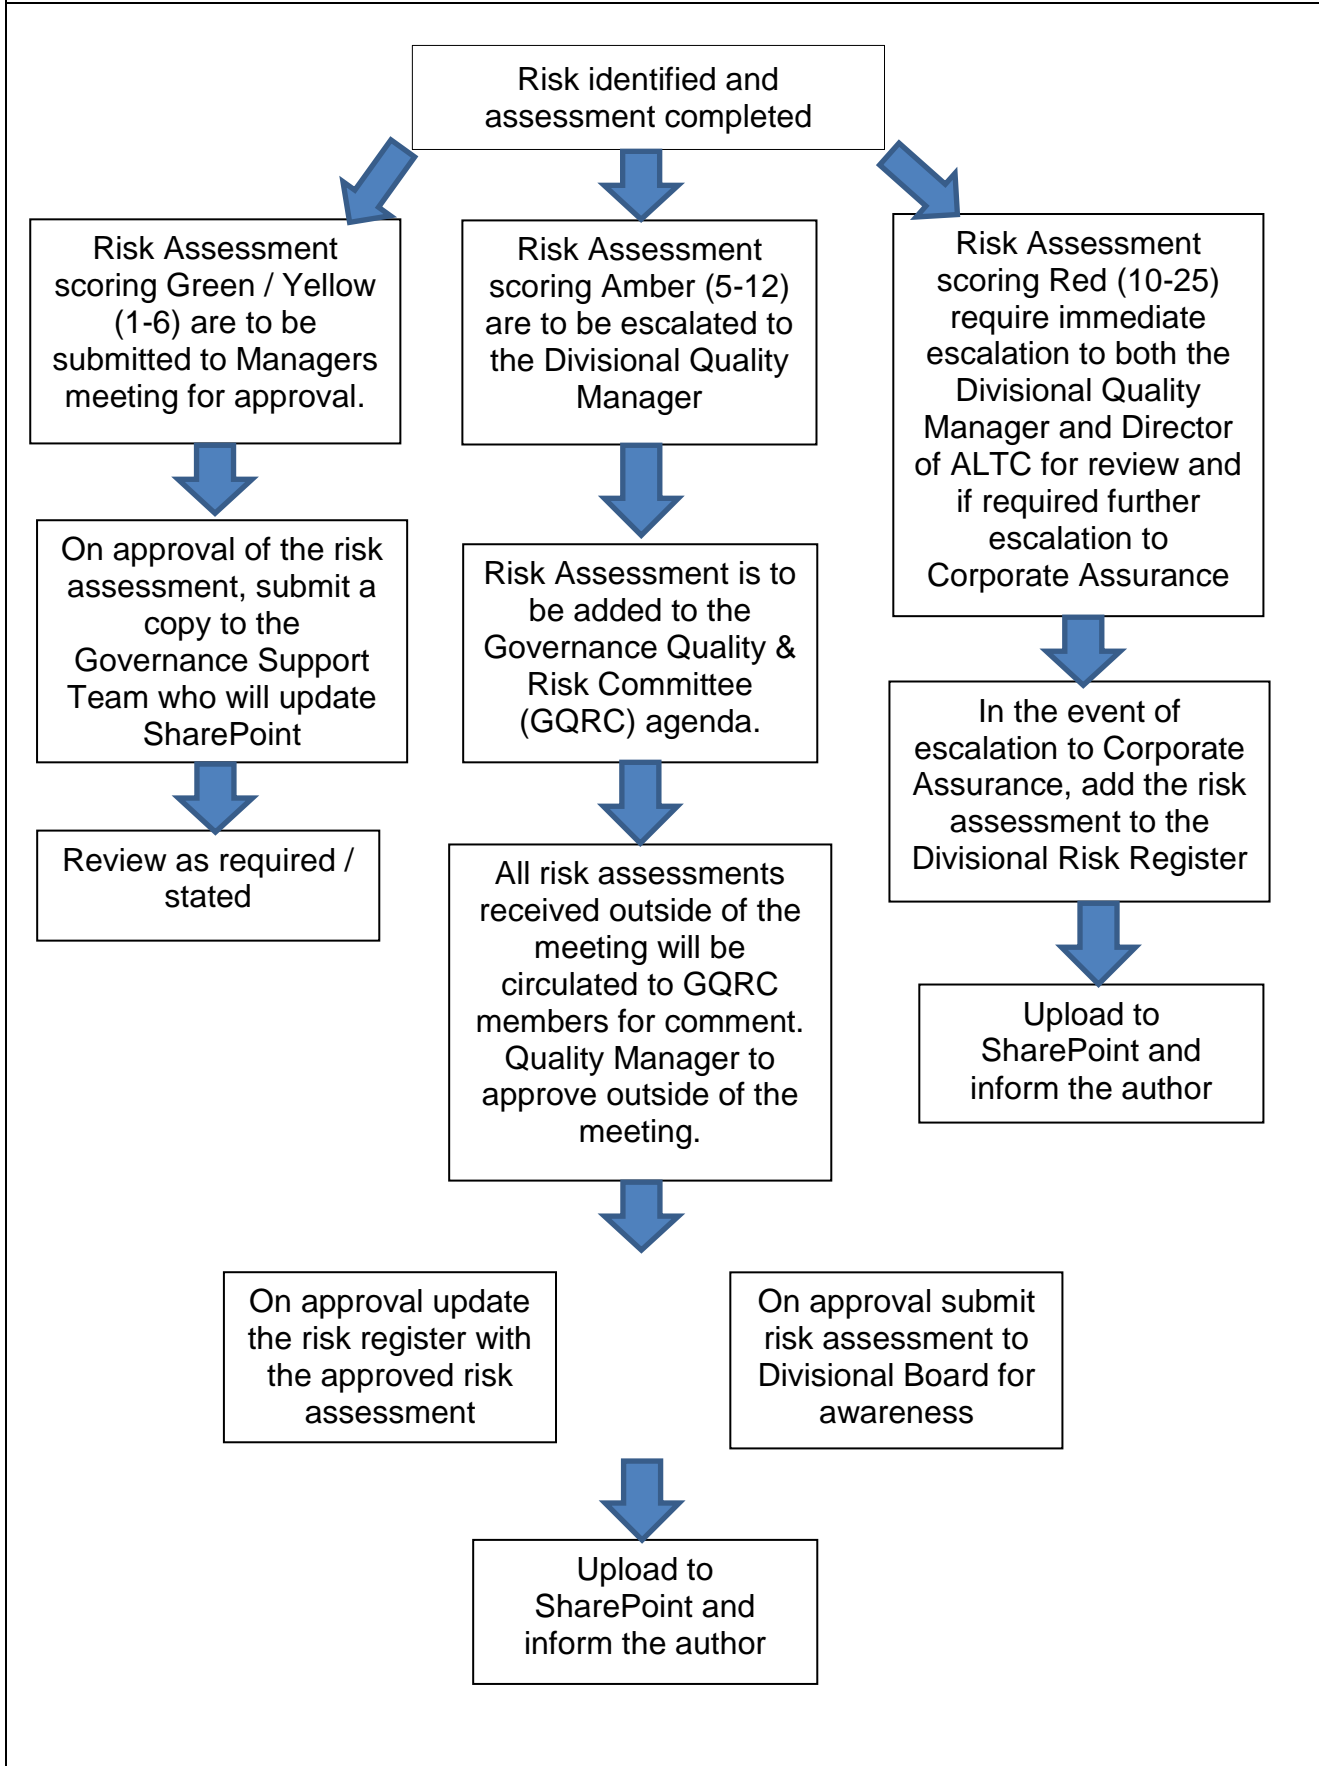 Risk identified and
assessment completed
Risk Assessment
scoring Green / Yellow
(1-6) are to be
submitted to Managers
meeting for approval.
On approval of the risk
assessment, submit a
copy to the
Governance Support
Team who will update
SharePoint
Review as required /
stated
Risk Assessment
scoring Amber (5-12)
are to be escalated to
the Divisional Quality
Manager
Risk Assessment is to
be added to the
Governance Quality &
Risk Committee
(GQRC) agenda.
All risk assessments
received outside of the
meeting will be
circulated to GQRC
members for comment.
Quality Manager to
approve outside of the
meeting.
On approval update
the risk register with
the approved risk
assessment
On approval submit
risk assessment to
Divisional Board for
awareness
Upload to
SharePoint and
inform the author
Risk Assessment
scoring Red (10-25)
require immediate
escalation to both the
Divisional Quality
Manager and Director
of ALTC for review and
if required further
escalation to
Corporate Assurance
In the event of
escalation to Corporate
Assurance, add the risk
assessment to the
Divisional Risk Register
Upload to
SharePoint and
inform the author